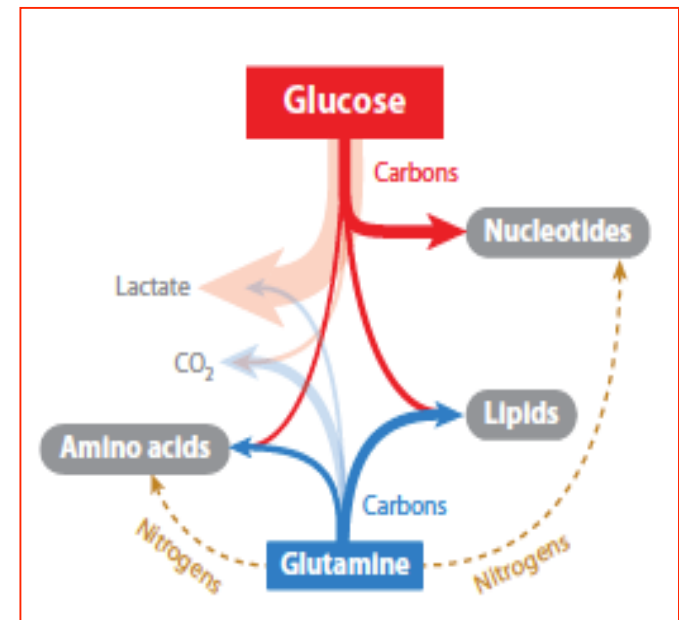 Glucose
Carbons
Nucleotides
Lactate
CO₂
Lipids
Amino acids
Carbons
Nitrogens
Glutamine
Nitrogens